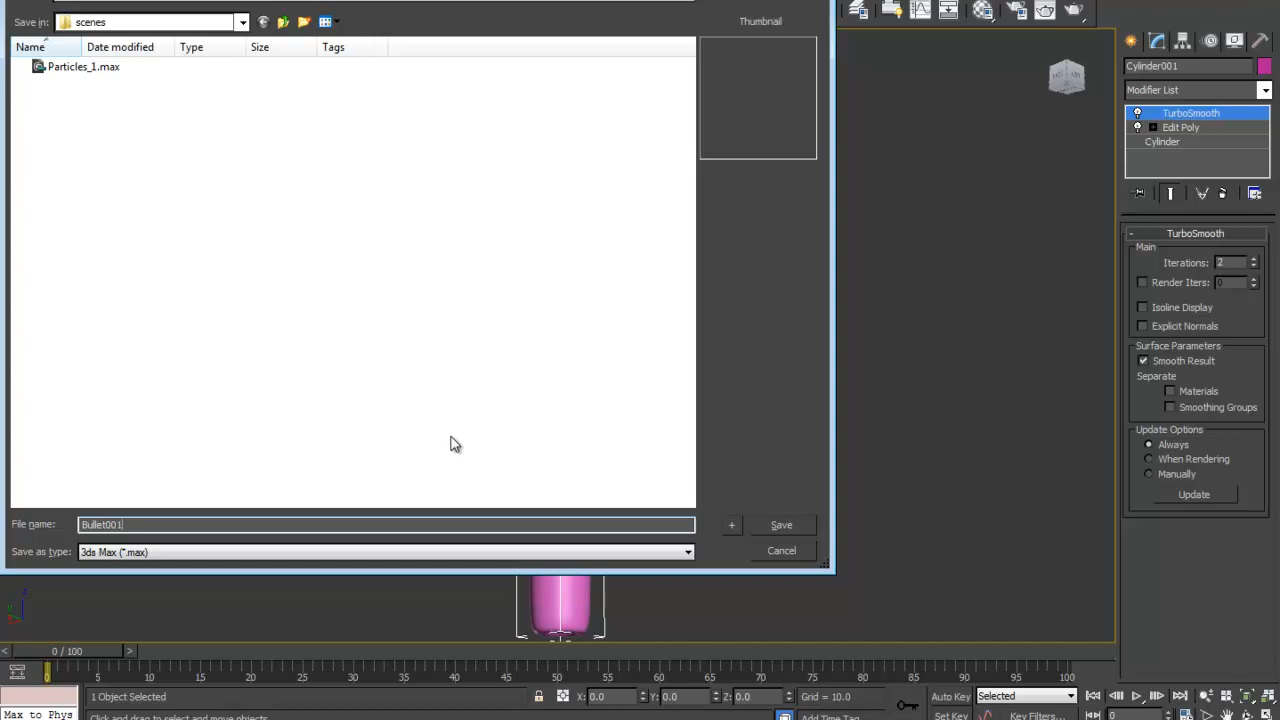 Save in: scenes
Thumbnail
Name Date modified Type Size Tags
Particles_1.max
Cylinder001
Modifier List
TurboSmooth
Edit Poly
Cylinder
TurboSmooth
Main
Iterations: 2
Render Iters: 0
Isoline Display
Explicit Normals
Surface Parameters
Smooth Result
Separate
Materials
Smoothing Groups
Update Options
Always
When Rendering
Manually
Update
File name: Bullet001
Save
Save as type: 3ds Max (*.max)
Cancel
0 / 100
0 5 10 15 20 25 30 35 40 45 50 55 60 65 70 75 80 85 90 95 100
1 Object Selected X: 0.0 Y: 0.0 Z: 0.0 Grid = 10.0 Auto Key Selected
Max to Phys Click and drag to select and move objects Add Time Tag Set Key Key Filters... 0